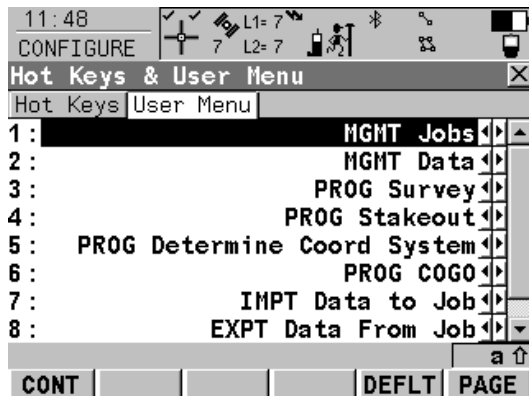 11:48
L1= 7
CONFIGURE
7 L2= 7
Hot Keys & User Menu
Hot Keys User Menu
1: MGMT Jobs
2: MGMT Data
3: PROG Survey
4: PROG Stakeout
5: PROG Determine Coord System
6: PROG COGO
7: IMPT Data to Job
8: EXPT Data From Job
a
CONT DEFLT PAGE